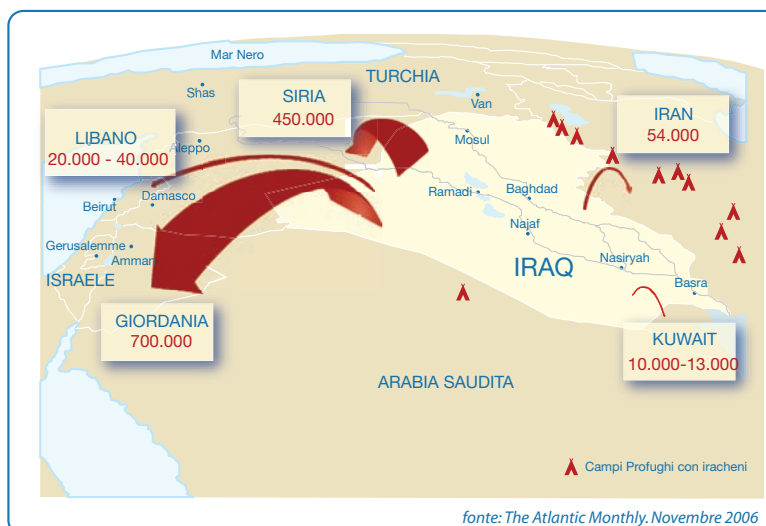 Mar Nero
TURCHIA
Shas
Van
SIRIA
450.000
IRAN
54.000
LIBANO
20.000 - 40.000
Aleppo
Mosul
Damasco
Ramadi
Baghdad
Beirut
Najaf
Gerusalemme
Amman
IRAQ
Nasiryah
ISRAELE
Basra
GIORDANIA
700.000
KUWAIT
10.000-13.000
ARABIA SAUDITA
Campi Profughi con iracheni
fonte: The Atlantic Monthly. Novembre 2006